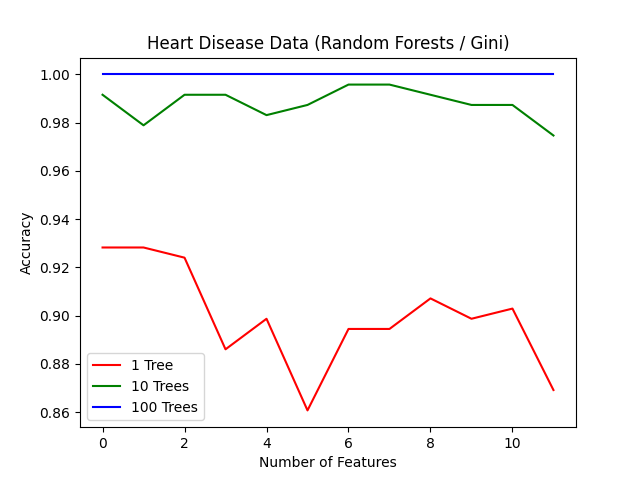 Heart Disease Data (Random Forests / Gini)
1.00
0.98
0.96
0.94
0.92
0.90
0.88
0.86
Accuracy
1 Tree
10 Trees
100 Trees
0 2 4 6 8 10
Number of Features